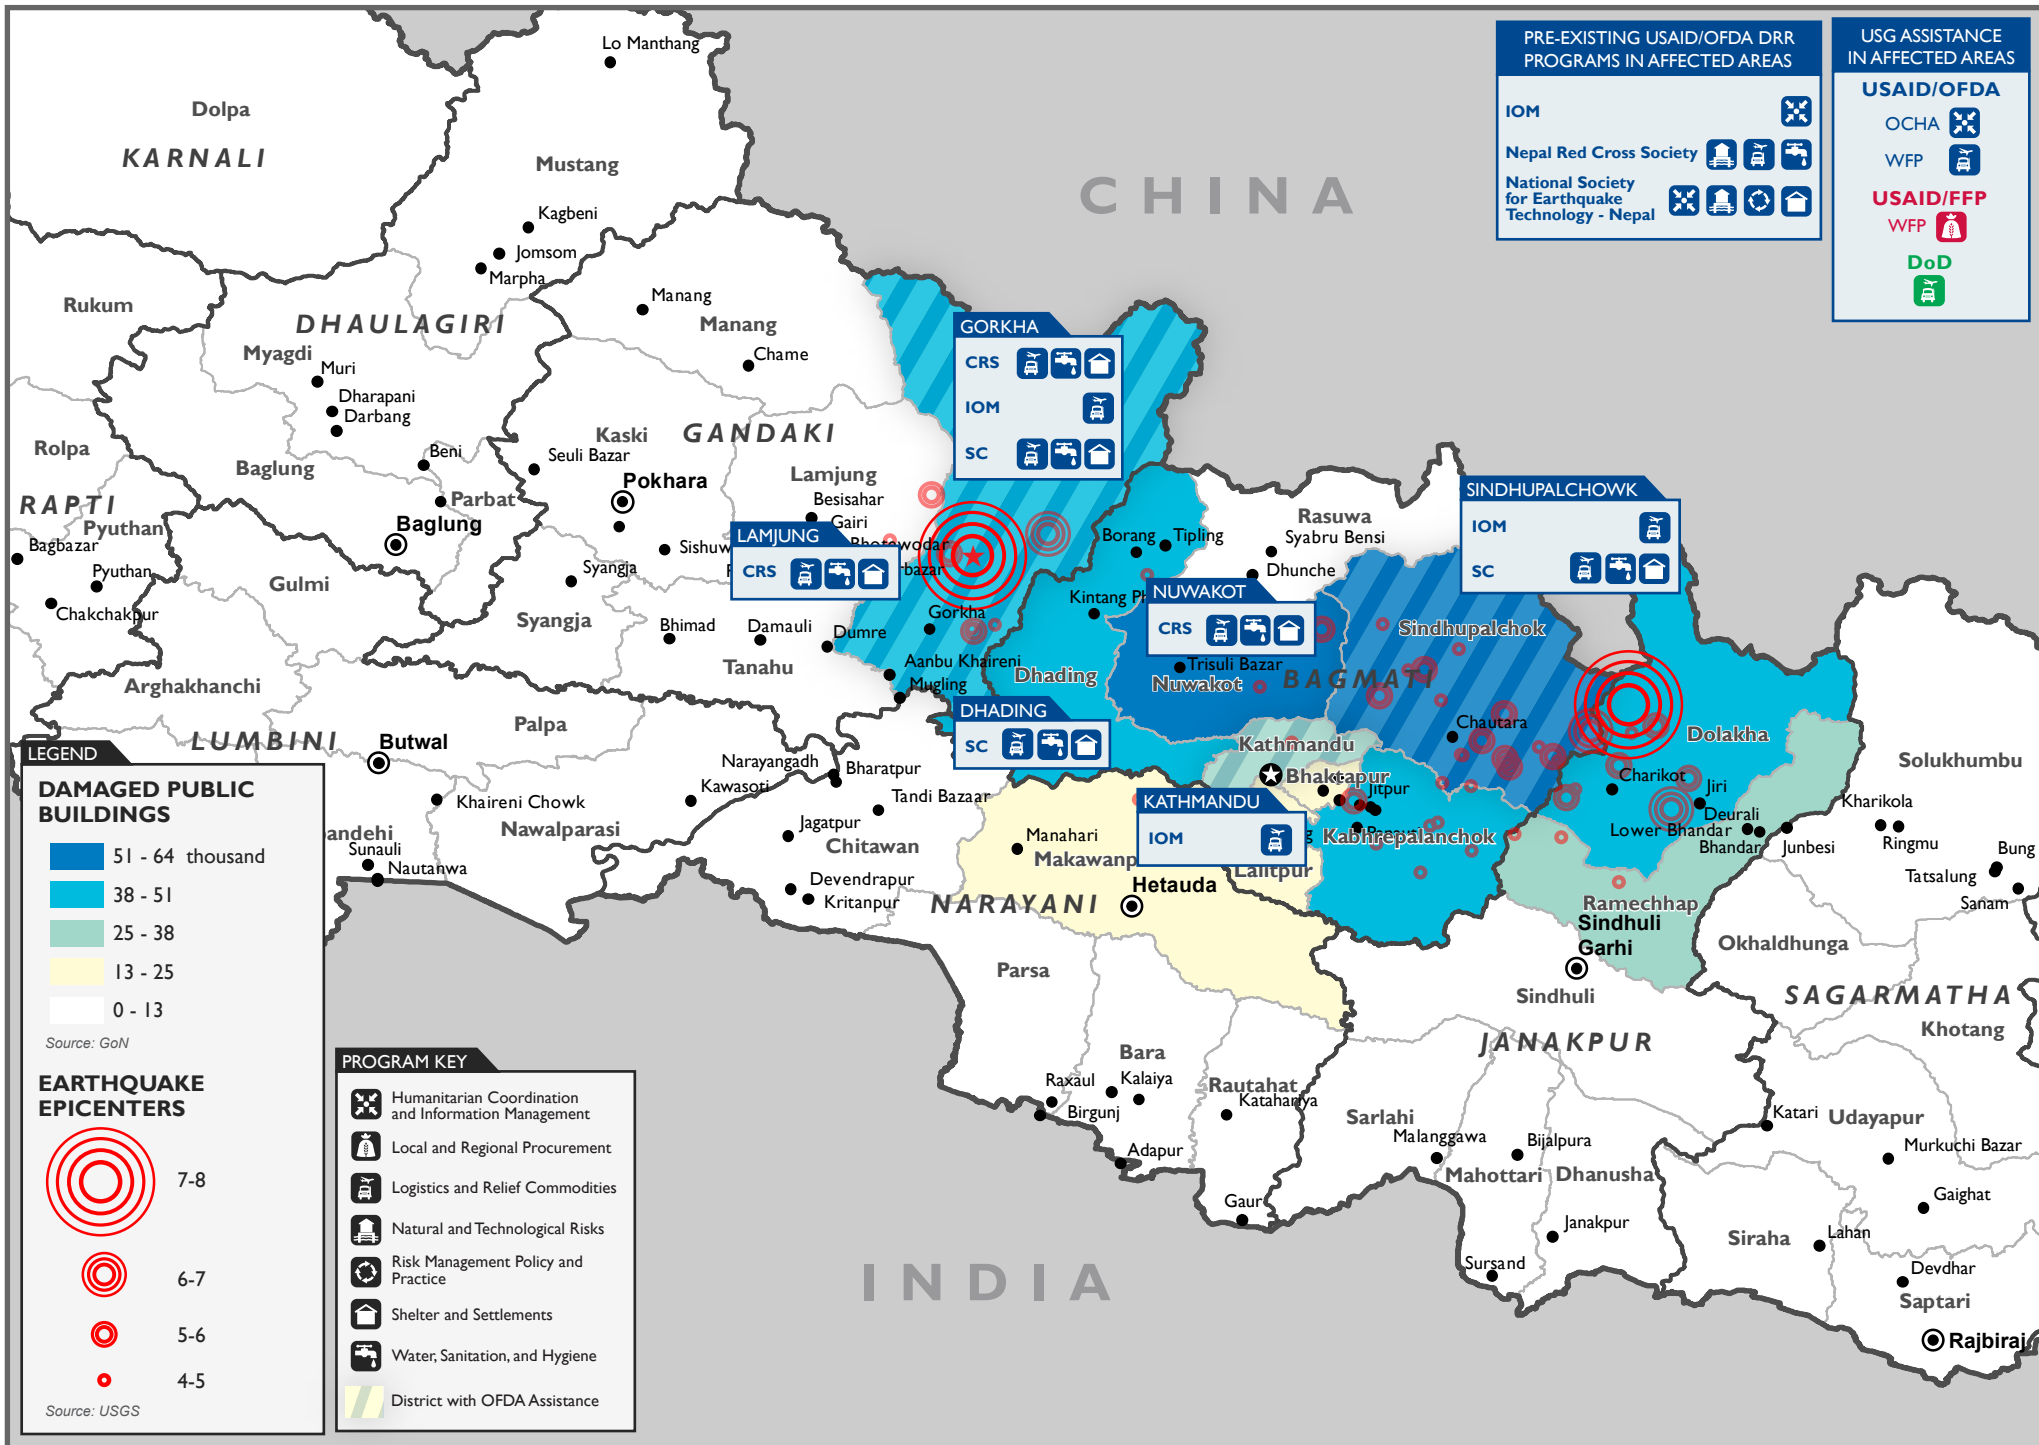 Lo Manthang
Dolpa
KARNALI
Mustang
Kagbeni
Jomsom
Marpha
CHINA
PRE-EXISTING USAID/OFDA DRR
PROGRAMS IN AFFECTED AREAS
IOM
Nepal Red Cross Society
National Society
for Earthquake
Technology - Nepal
USG ASSISTANCE
IN AFFECTED AREAS
USAID/OFDA
OCHA
WFP
USAID/FFP
WFP
DoD
Rukum
DHAULAGIRI
Myagdi
Muri
Dharapani
Darbang
Manang
Manang
Chame
GORKHA
CRS
IOM
SC
Rolpa
RAPTI
Pyuthan
Bagbazar
Pyuthan
Chakchakpur
Baglung
Beni
Parbat
Baglung
Kaski
Seuli Bazar
Pokhara
GANDAKI
Lamjung
Besisahar
Gairi
Bhotewodar
LAMJUNG
CRS
Syangja
Syangja
Gulmi
Arghakhanchi
Bhimad
Damauli
Dumre
Tanahu
Gorkha
Aanbu Khaireni
Mugling
Borang
Tipling
Dhading
Rasuwa
Syabru Bensi
Dhunche
NUWAKOT
CRS
Trisuli Bazar
Nuwakot
BAGMATI
SINDHUPALCHOWK
IOM
SC
Sindhupalchok
Chautara
Dolakha
Charikot
Jiri
Deurali
Lower Bhandar
Bhandar
Junbesi
Solukhumbu
Kharikola
Ringmu
Bung
Tatsalung
Sanam
DHADING
SC
Kathmandu
Bhaktapur
Jitpur
KATHMANDU
IOM
Kabhrepalanchok
Lalitpur
Ramechhap
Sindhuli
Garhi
Sindhuli
Okhaldhunga
SAGARMATHA
Khotang
Palpa
LUMBINI
Butwal
Khaireni Chowk
Nawalparasi
Sunauli
Nautanwa
Narayangadh
Bharatpur
Kawasoti
Tandi Bazaar
Jagatpur
Chitawan
Devendrapur
Kritanpur
Manahari
NARAYANI
Hetauda
Parsa
Bara
Raxaul
Kalaiya
Birgunj
Adapur
Rautahat
Katahariya
Gaur
JANAKPUR
Sarlahi
Malanggawa
Bijalpura
Mahottari
Dhanusha
Janakpur
Sursand
Katari
Udayapur
Murkuchi Bazar
Gaighat
Siraha
Lahan
Devdhar
Saptari
Rajbiraj
INDIA
LEGEND
DAMAGED PUBLIC
BUILDINGS
51 - 64 thousand
38 - 51
25 - 38
13 - 25
0 - 13
Source: GoN
EARTHQUAKE
EPICENTERS
7-8
6-7
5-6
4-5
Source: USGS
PROGRAM KEY
Humanitarian Coordination
and Information Management
Local and Regional Procurement
Logistics and Relief Commodities
Natural and Technological Risks
Risk Management Policy and
Practice
Shelter and Settlements
Water, Sanitation, and Hygiene
District with OFDA Assistance